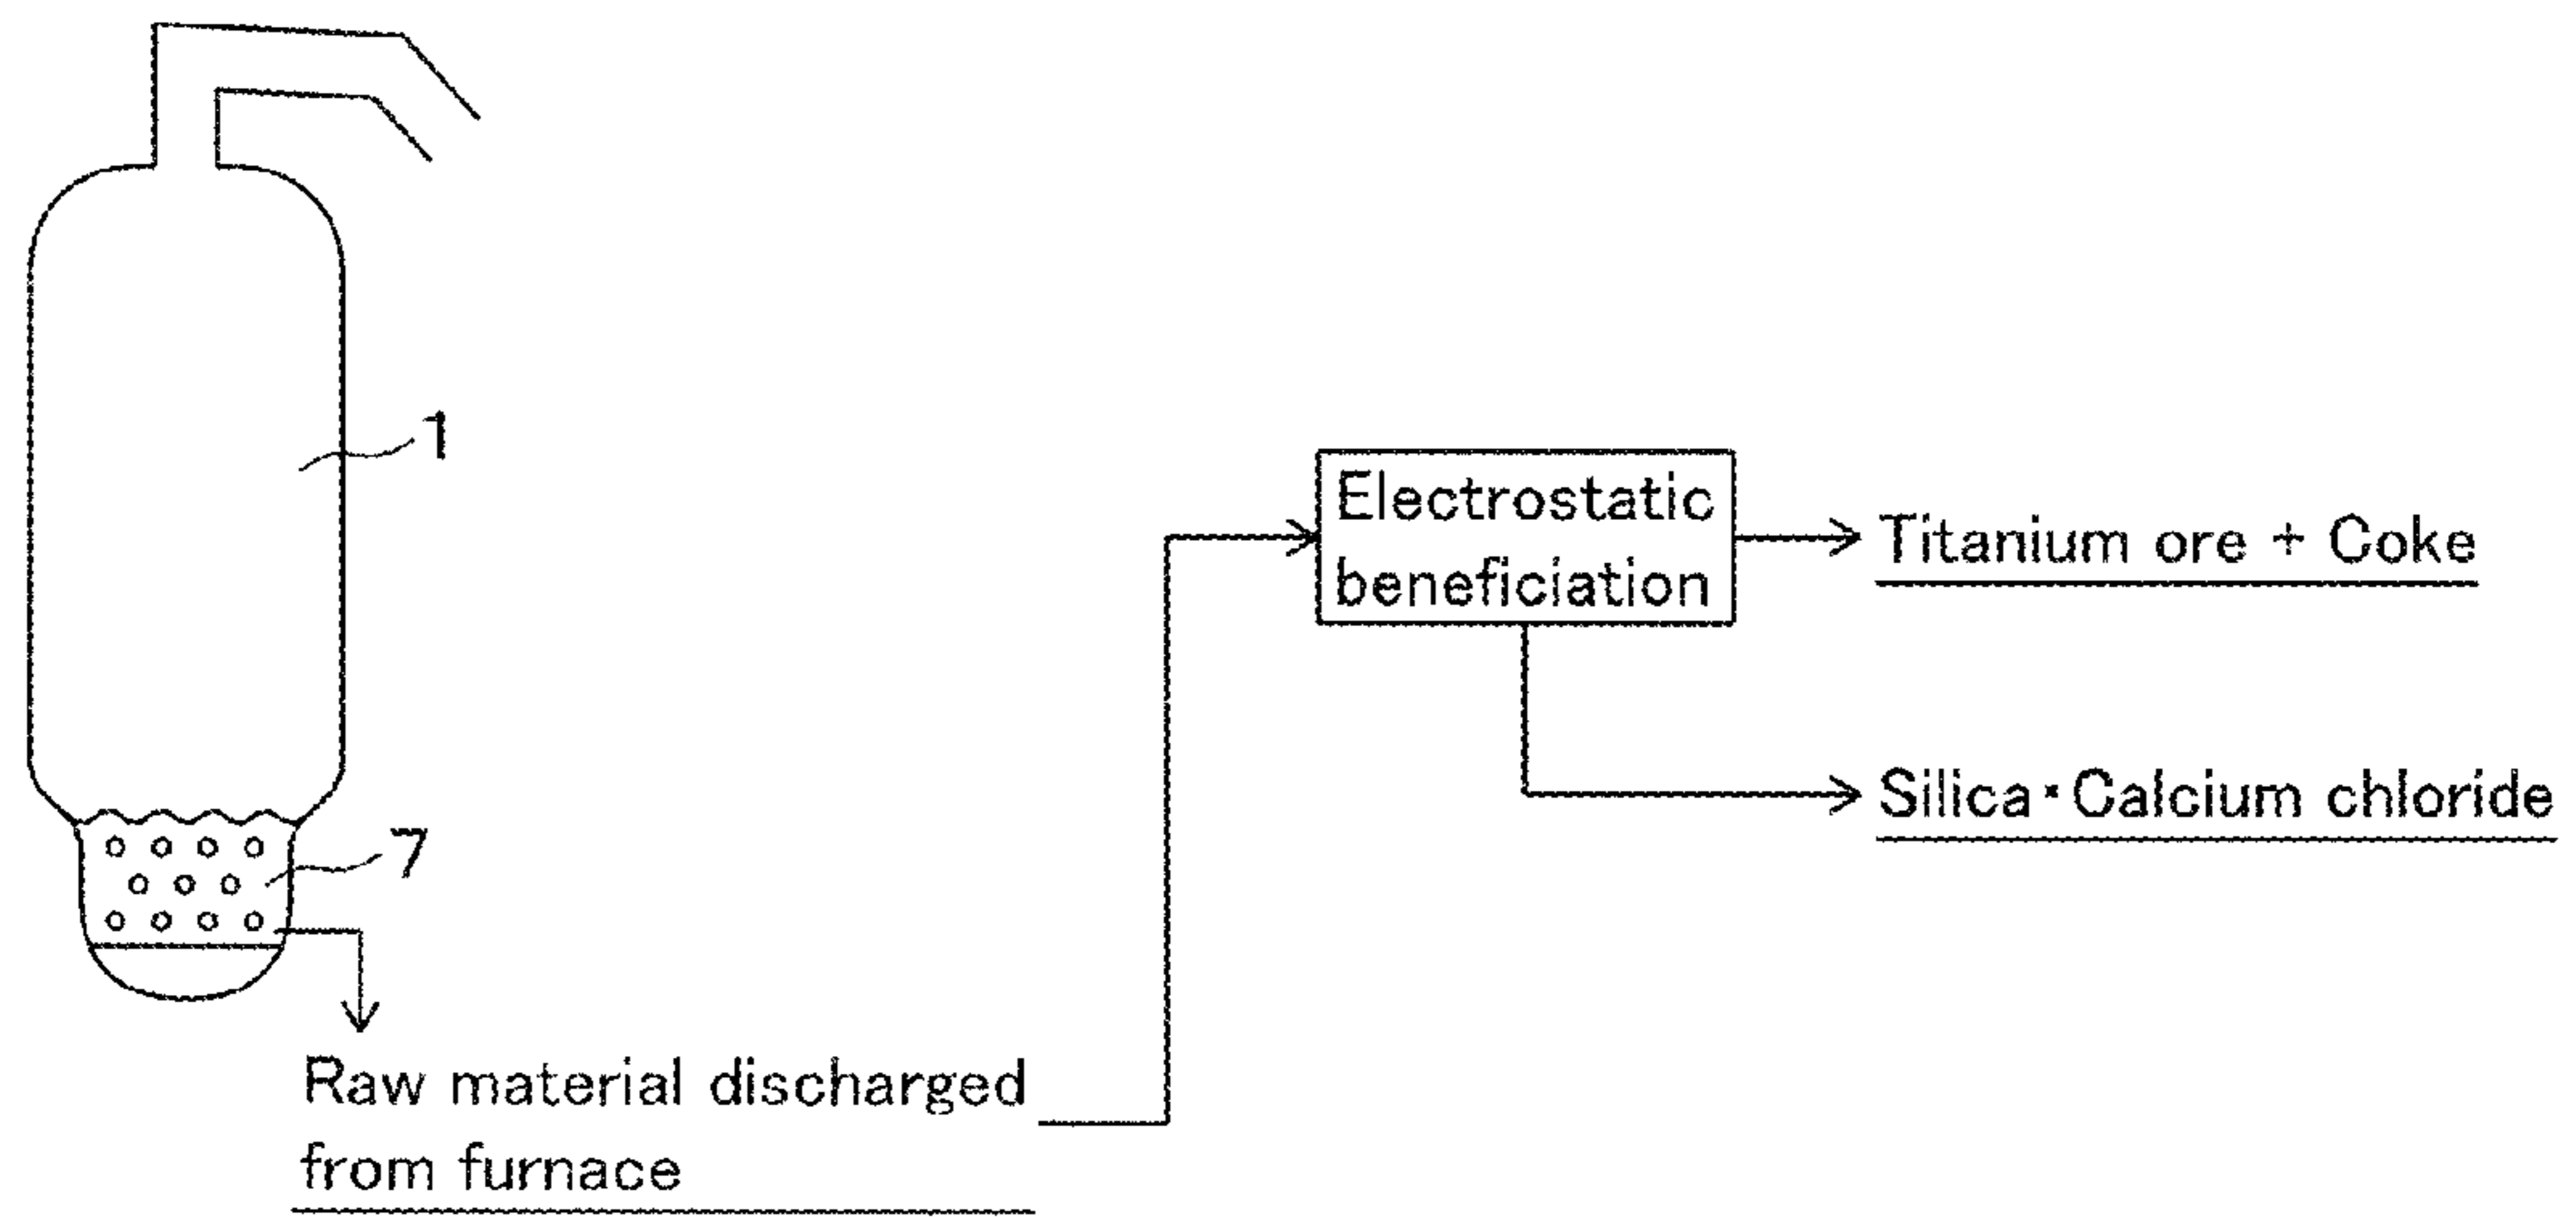 1
Electrostatic
beneficiation
Titanium ore + Coke
Silica・Calcium chloride
7
Raw material discharged
from furnace